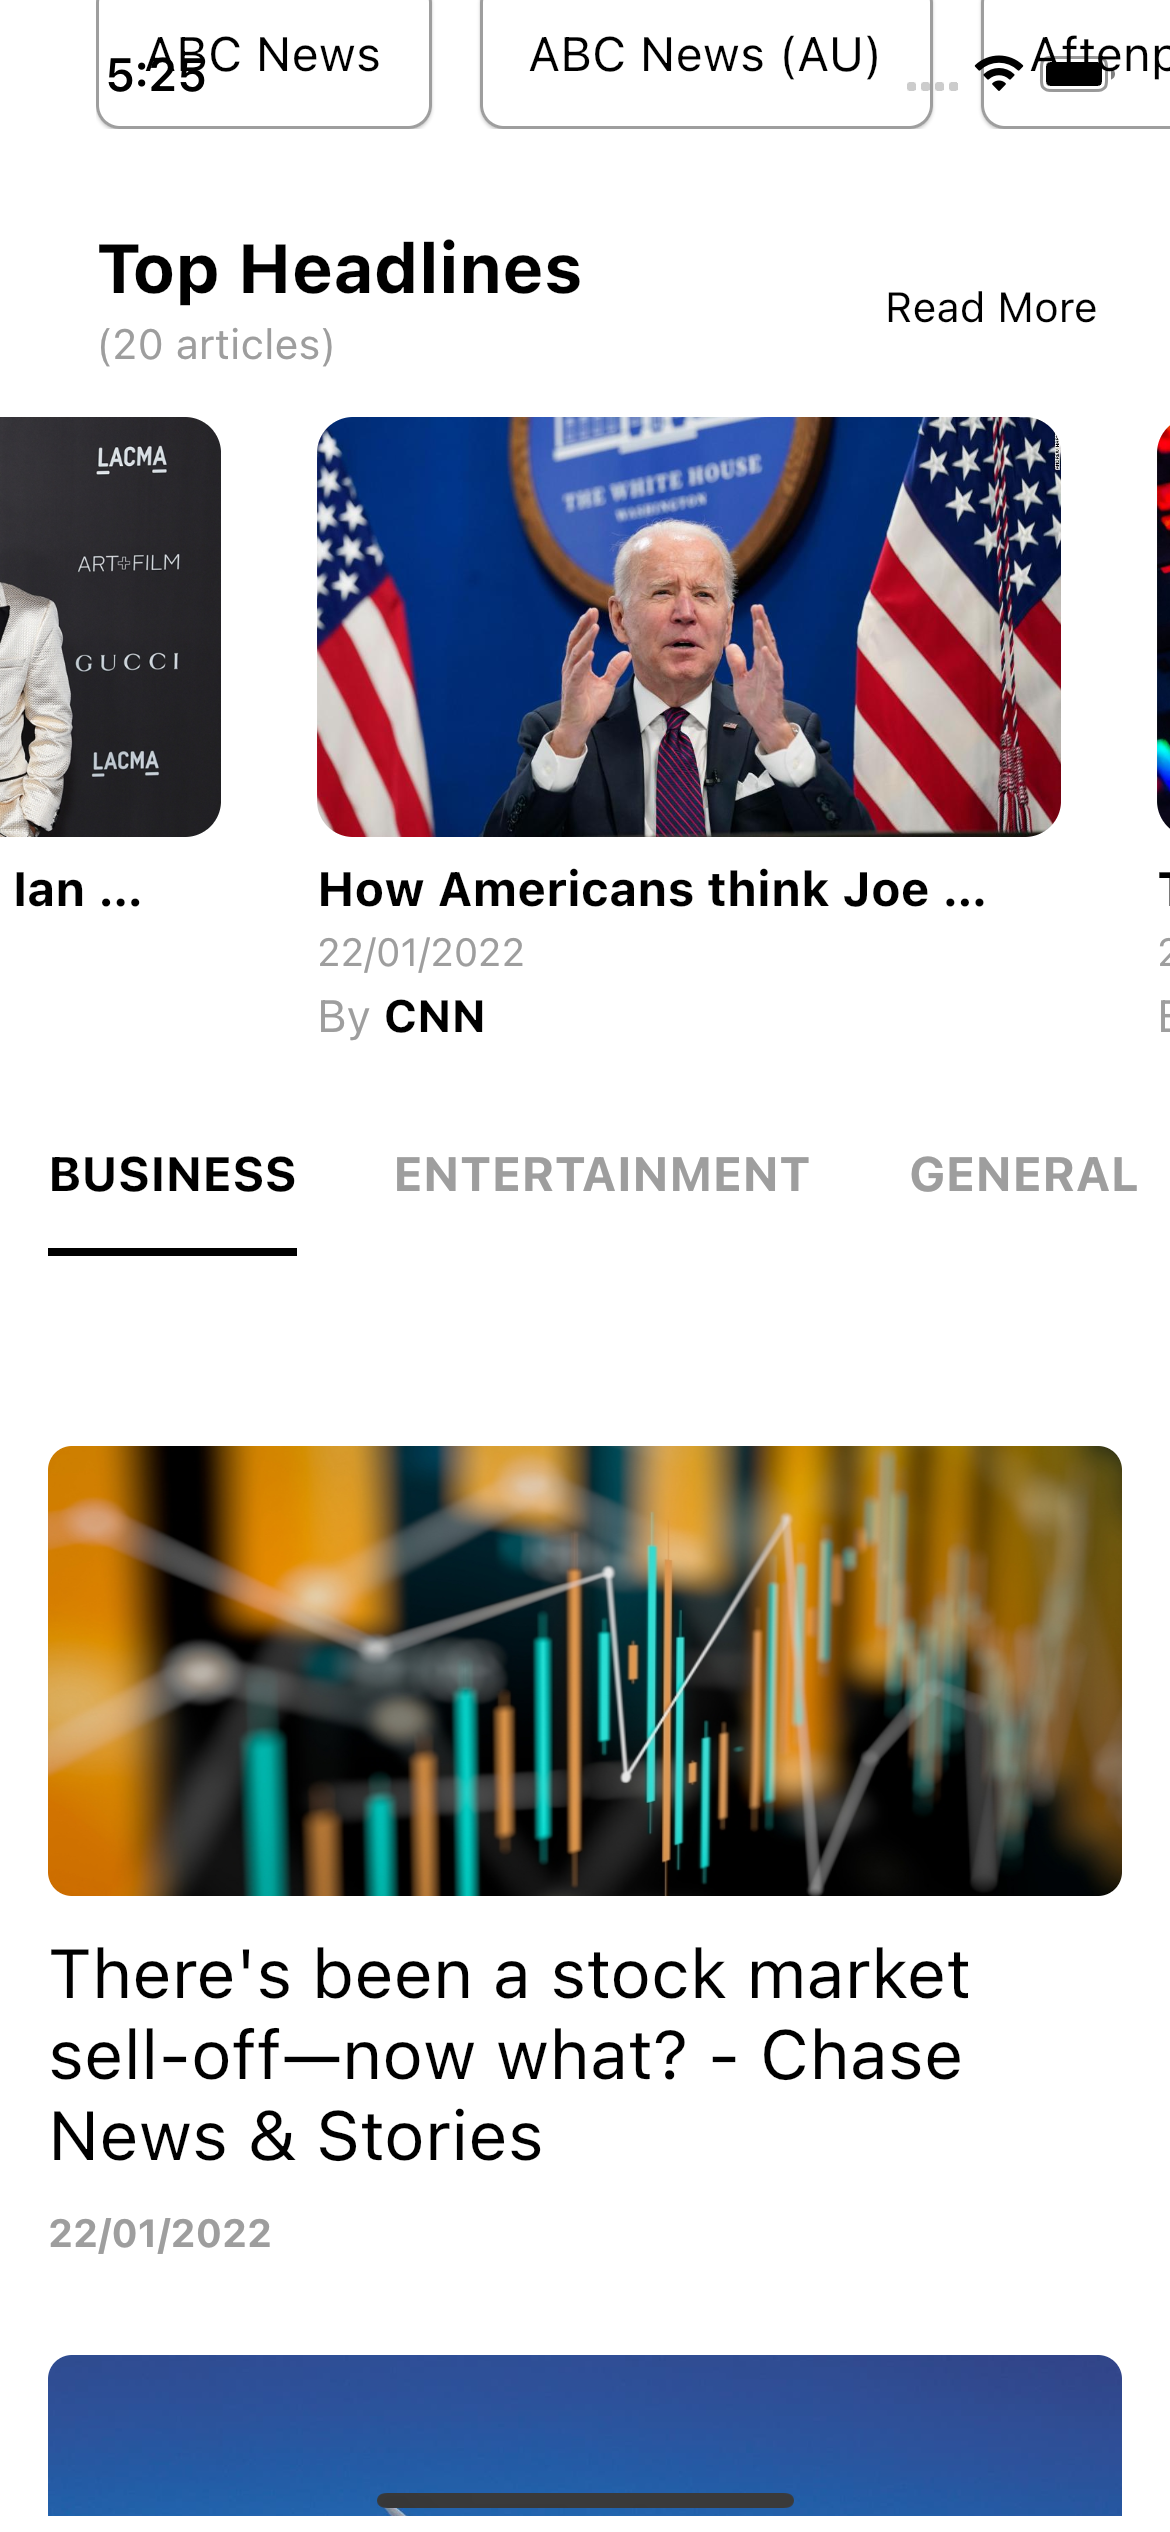 ABC News
ABC News (AU)
Aftenp
5:25
Top Headlines
(20 articles)
Read More
LACMA
ART+FILM
GUCCI
LACMA
THE WHITE HOUSE
WASHINGTON
Ian ...
How Americans think Joe ...
22/01/2022
By CNN
BUSINESS
ENTERTAINMENT
GENERAL
There's been a stock market
sell-off—now what? - Chase
News & Stories
22/01/2022